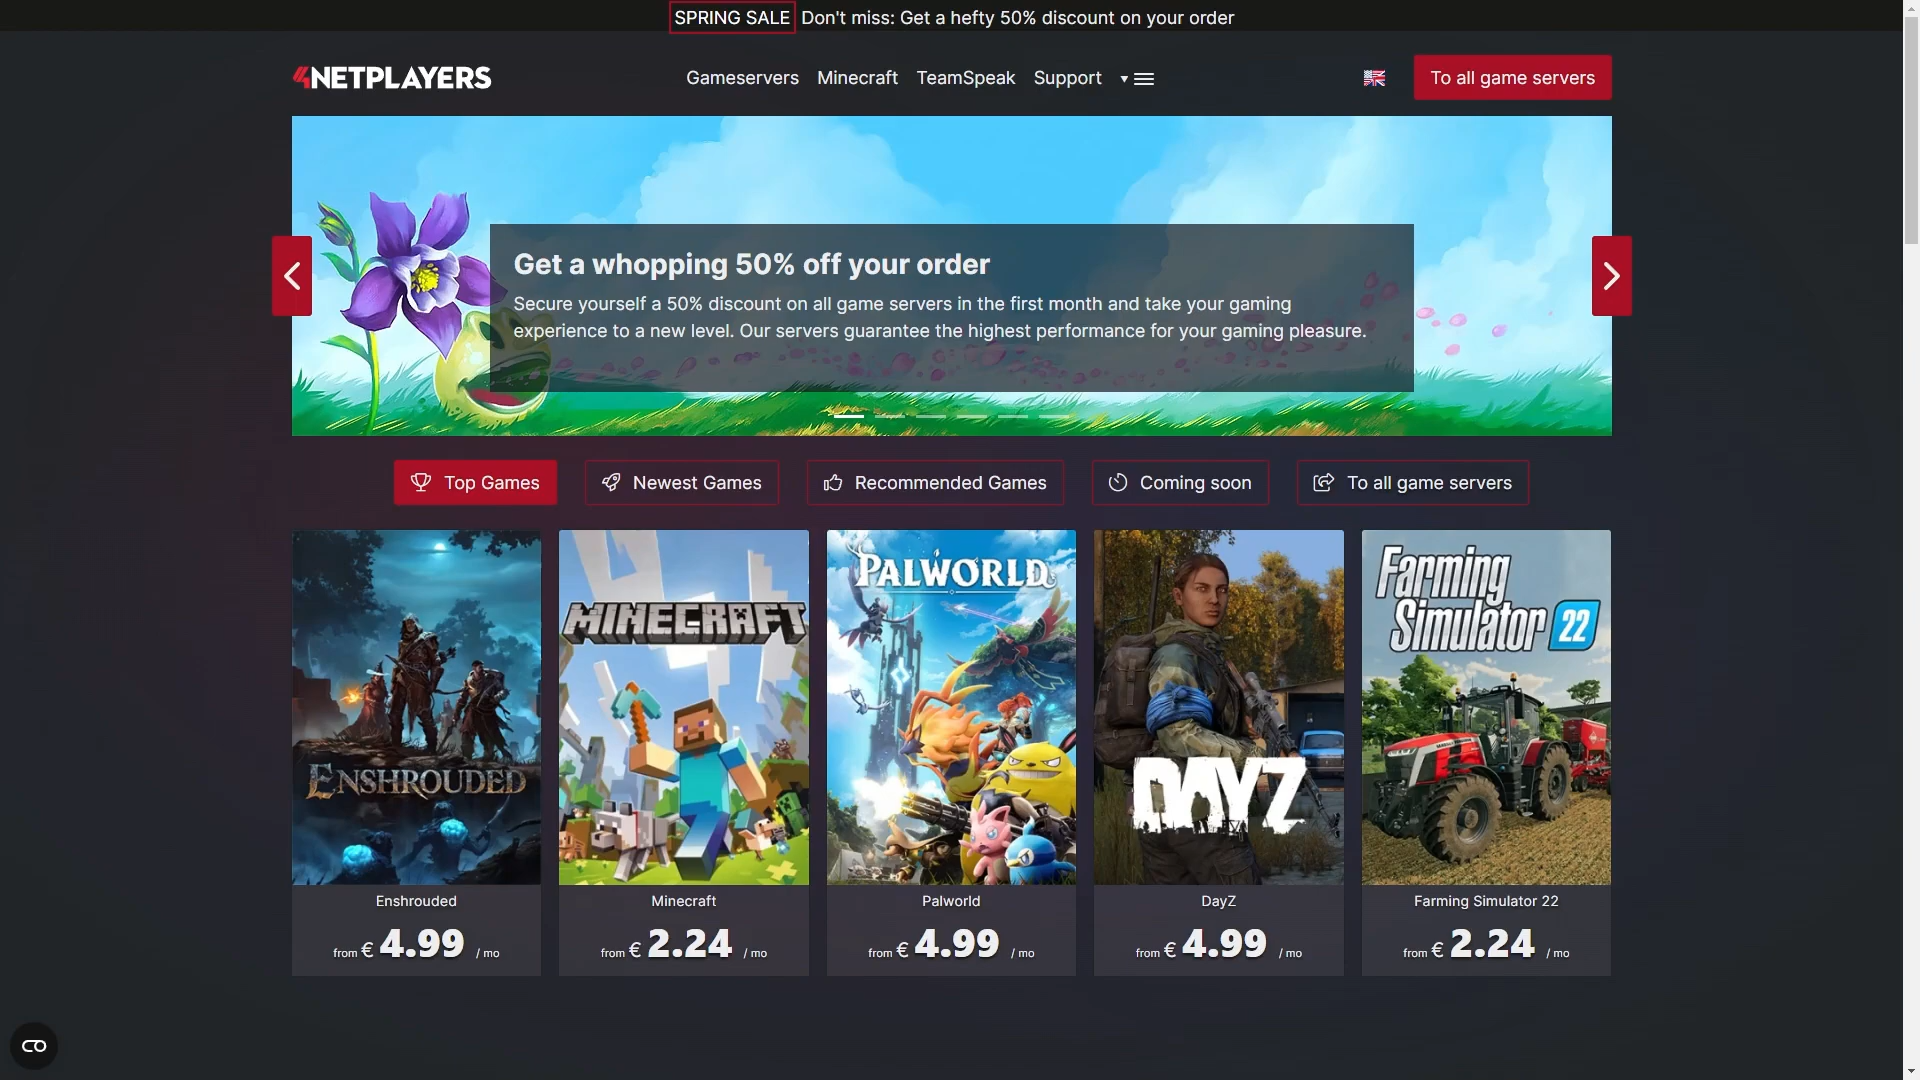 SPRING SALE Don't miss: Get a hefty 50% discount on your order
4NETPLAYERS
Gameservers Minecraft TeamSpeak Support
To all game servers
Get a whopping 50% off your order
Secure yourself a 50% discount on all game servers in the first month and take your gaming
experience to a new level. Our servers guarantee the highest performance for your gaming pleasure.
Top Games Newest Games Recommended Games Coming soon To all game servers
ENSHROUDED
MINECRAFT
PALWORLD
DAYZ
Farming
Simulator 22
Enshrouded
from € 4.99 / mo
Minecraft
from € 2.24 / mo
Palworld
from € 4.99 / mo
DayZ
from € 4.99 / mo
Farming Simulator 22
from € 2.24 / mo